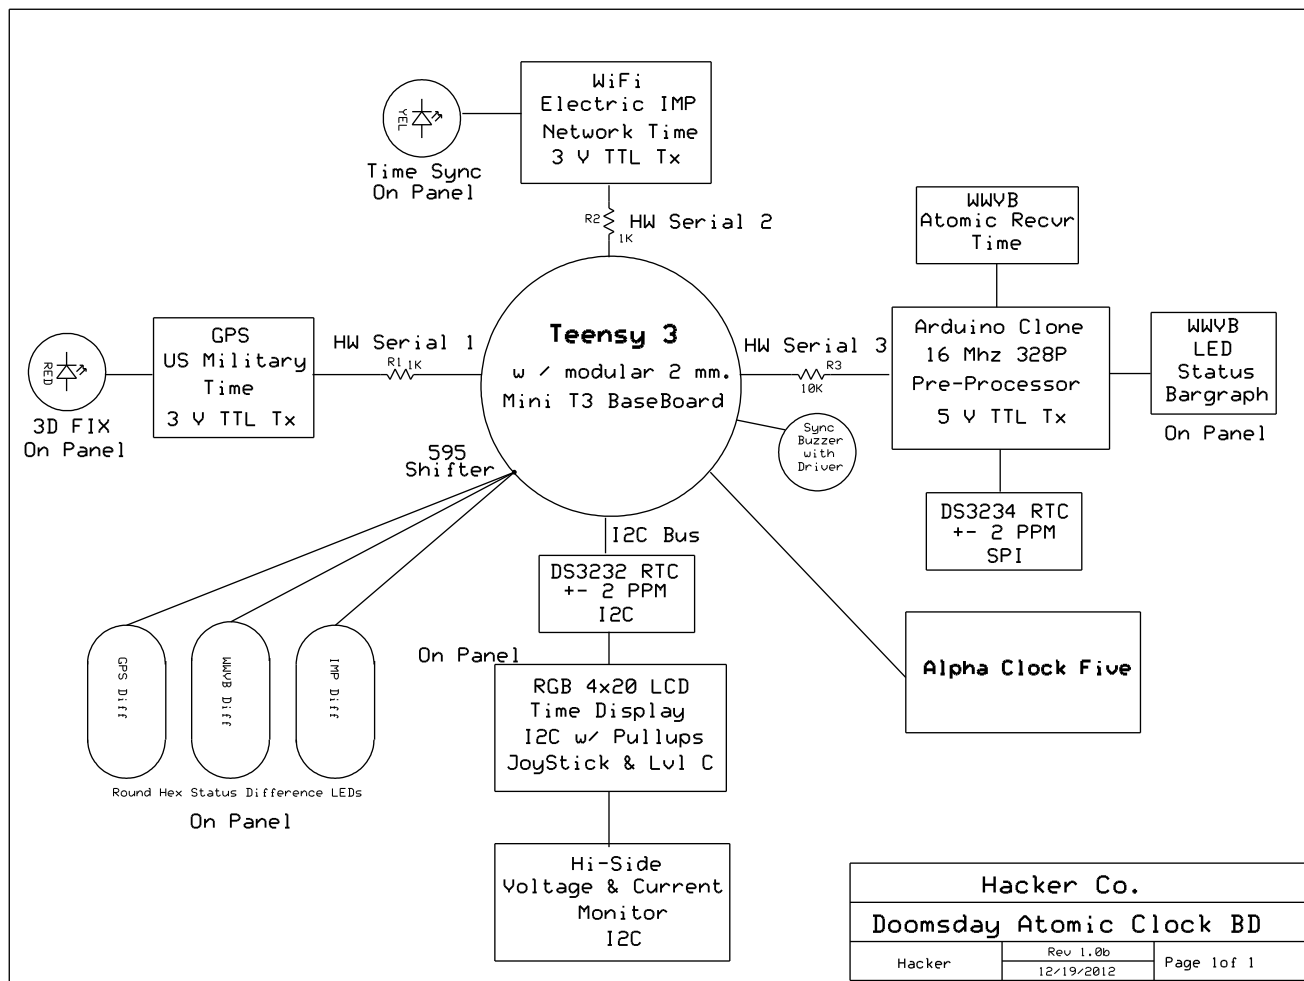 WiFi
Electric IMP
Network Time
3 V TTL Tx
YEL
Time Sync
On Panel
R2
1K
HW Serial 2
WWVB
Atomic Recvr
Time
GPS
US Military
Time
3 V TTL Tx
RED
3D FIX
On Panel
HW Serial 1
R1 1K
Teensy 3
w / modular 2 mm.
Mini T3 BaseBoard
HW Serial 3
R3
10K
Arduino Clone
16 Mhz 328P
Pre-Processor
5 V TTL Tx
WWVB
LED
Status
Bargraph
On Panel
Sync
Buzzer
with
Driver
595
Shifter
I2C Bus
DS3232 RTC
+- 2 PPM
I2C
DS3234 RTC
+- 2 PPM
SPI
Alpha Clock Five
GPS Diff
WWVB Diff
IMP Diff
Round Hex Status Difference LEDs
On Panel
On Panel
RGB 4x20 LCD
Time Display
I2C w/ Pullups
JoyStick & Lvl C
Hi-Side
Voltage & Current
Monitor
I2C
Hacker Co.
Doomsday Atomic Clock BD
Hacker
Rev 1.0b
12/19/2012
Page 1of 1